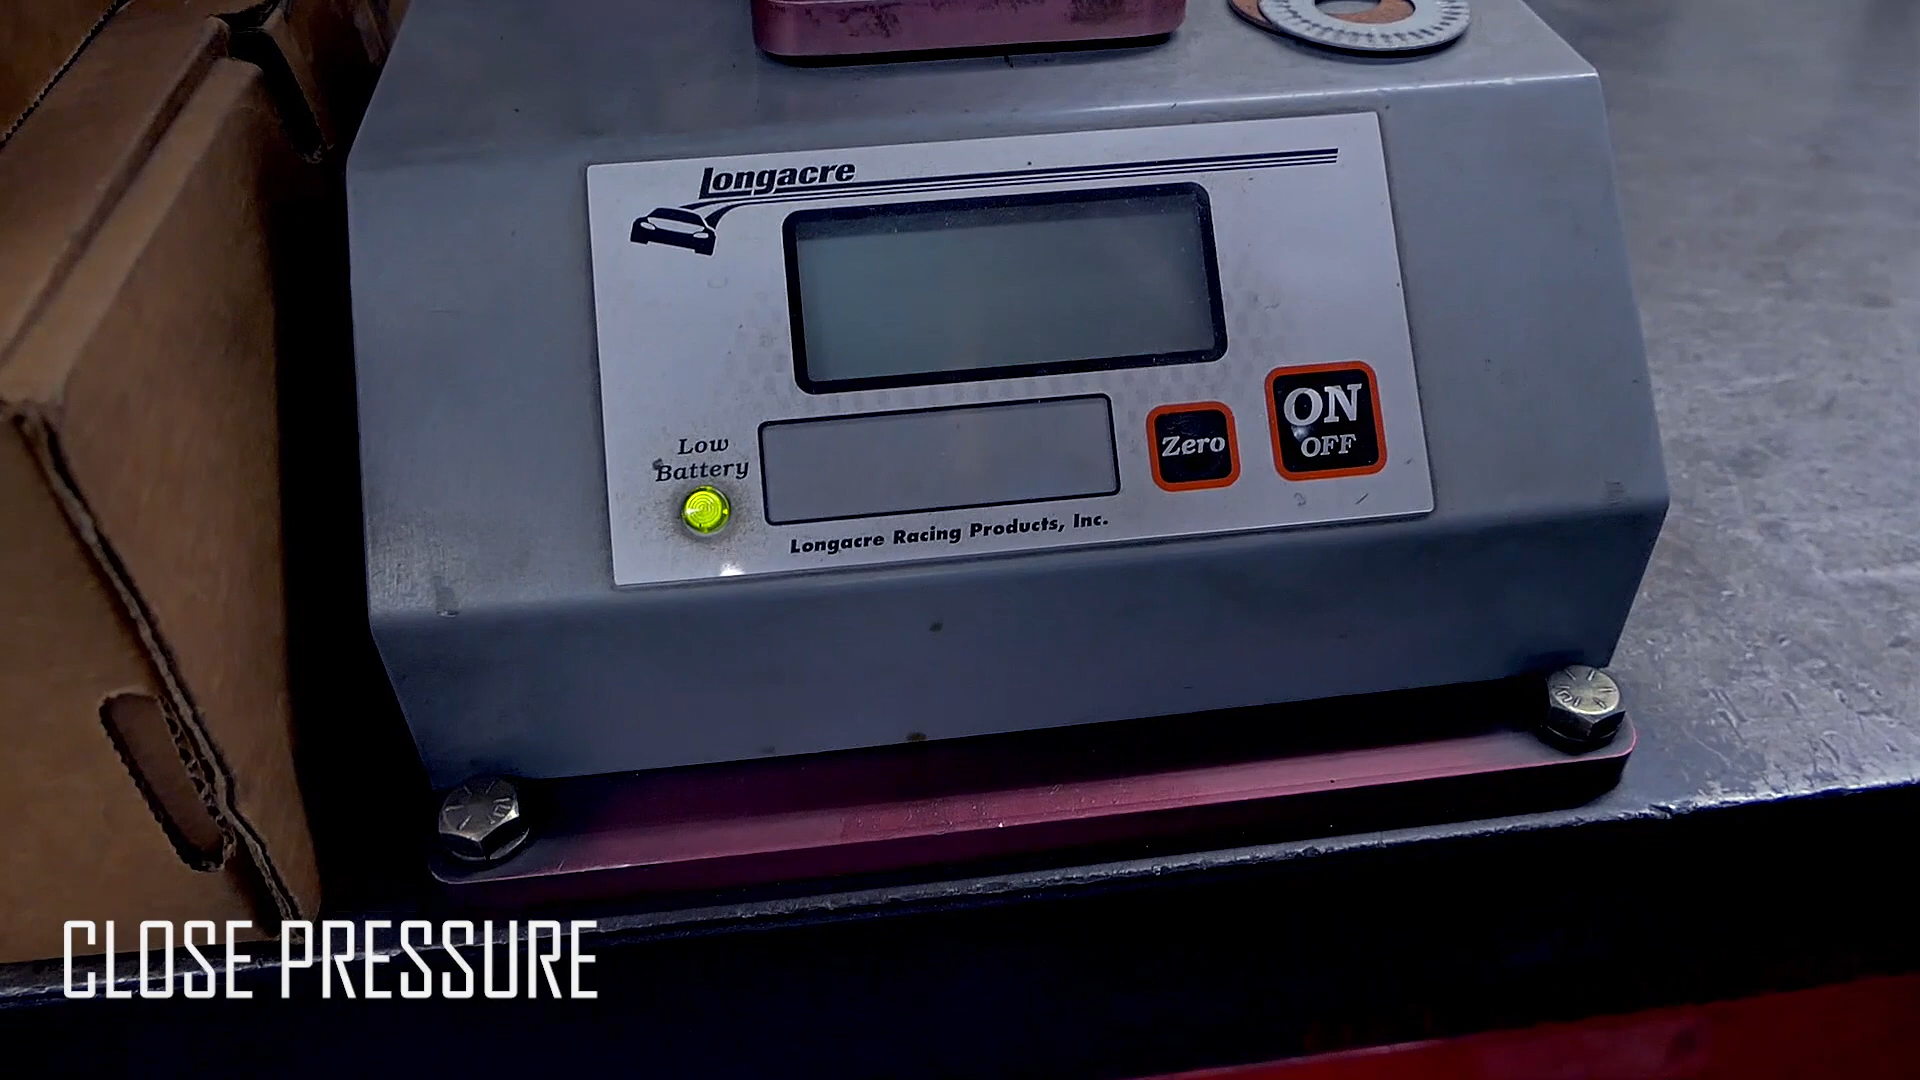 Longacre
Low
Battery
Zero
ON
OFF
Longacre Racing Products, Inc.
CLOSE PRESSURE